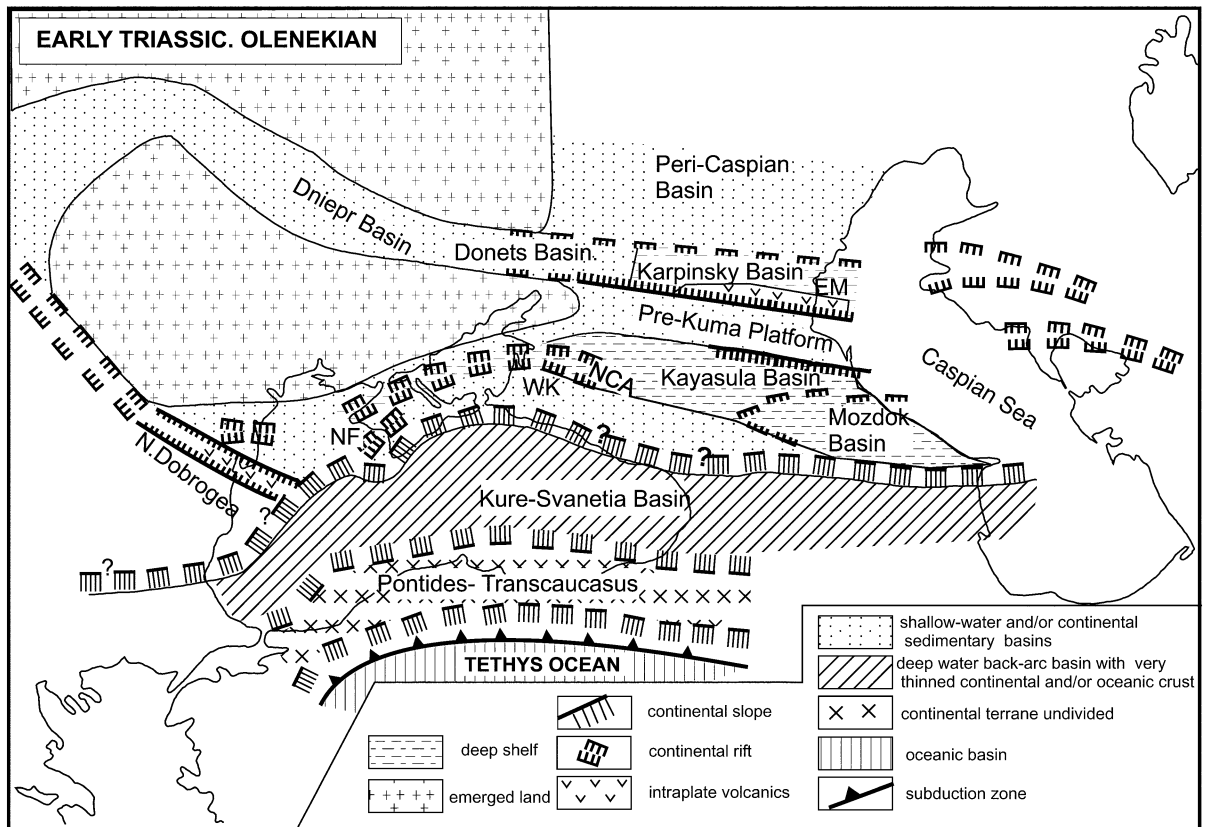 EARLY TRIASSIC. OLENEKIAN
Peri-Caspian
Basin
Dniepr Basin
Donets Basin
Karpinsky Basin
EM
Pre-Kuma Platform
Caspian Sea
NCA
Kayasula Basin
WK
Mozdok
Basin
NF
N.Dobrogea
?
?
?
?
Kure-Svanetia Basin
Pontides- Transcaucasus
TETHYS OCEAN
shallow-water and/or continental
sedimentary basins
deep water back-arc basin with very
thinned continental and/or oceanic crust
continental slope
continental terrane undivided
deep shelf
continental rift
oceanic basin
emerged land
intraplate volcanics
subduction zone